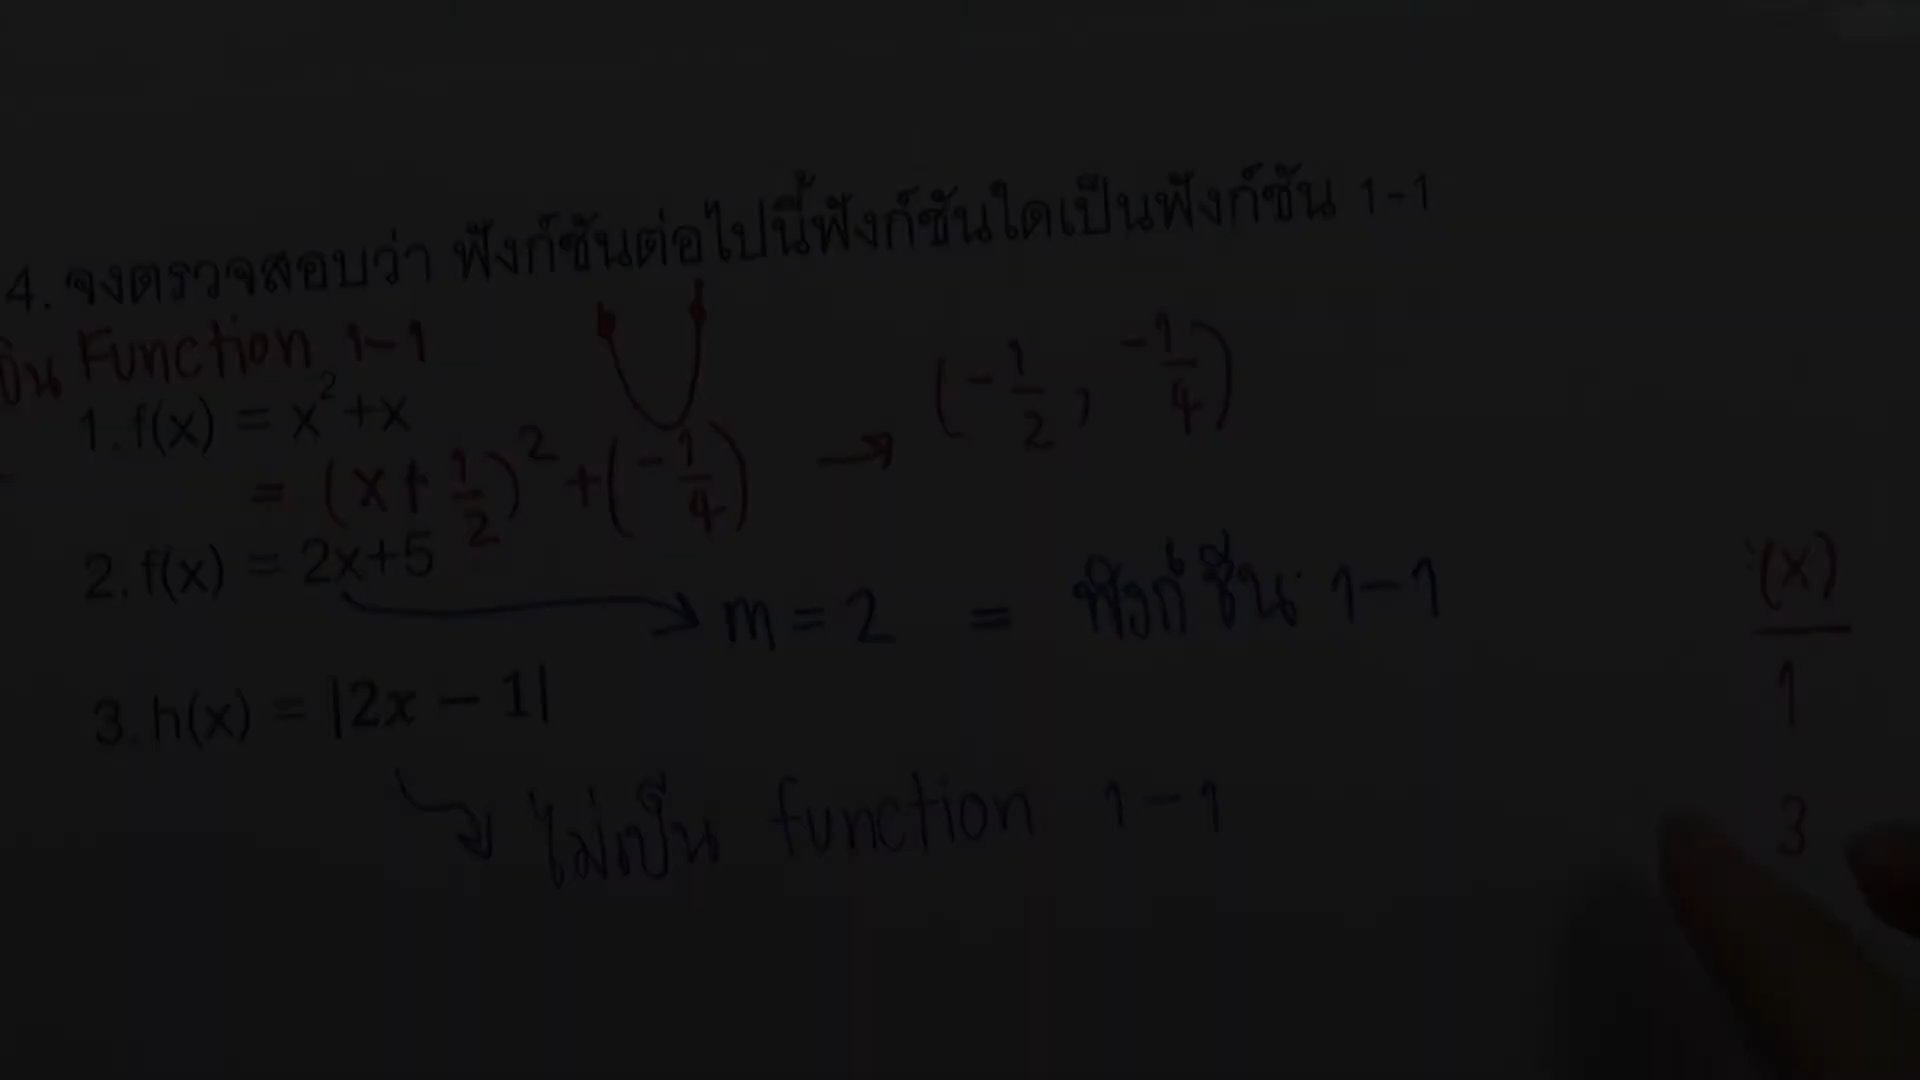 4. จงตรวจสอบว่า ฟังก์ชันต่อไปนี้ฟังก์ชันใดเป็นฟังก์ชัน 1-1
Function 1-1
1. f(x) = x²+x
= (x+1/2)²+(-1/4) → (-1/2, -1/4)
2. f(x) = 2x+5
m = 2 = ฟังก์ชัน 1-1
3. h(x) = |2x - 1|
ไม่เป็น function 1-1
(x)
1
3